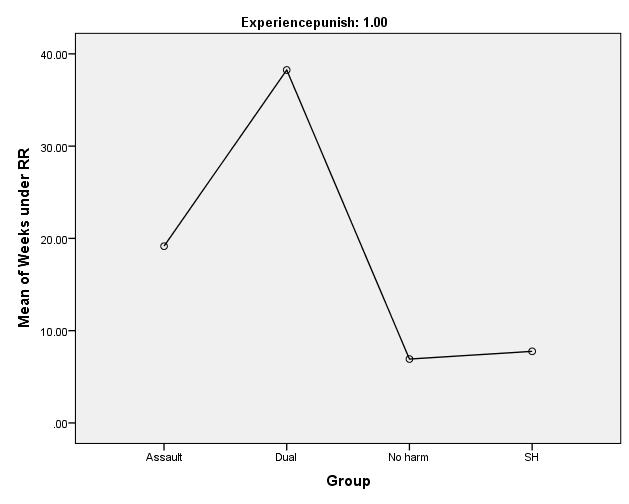 Experiencepunish: 1.00
Mean of Weeks under RR
40.00
30.00
20.00
10.00
.00
Assault
Dual
No harm
SH
Group